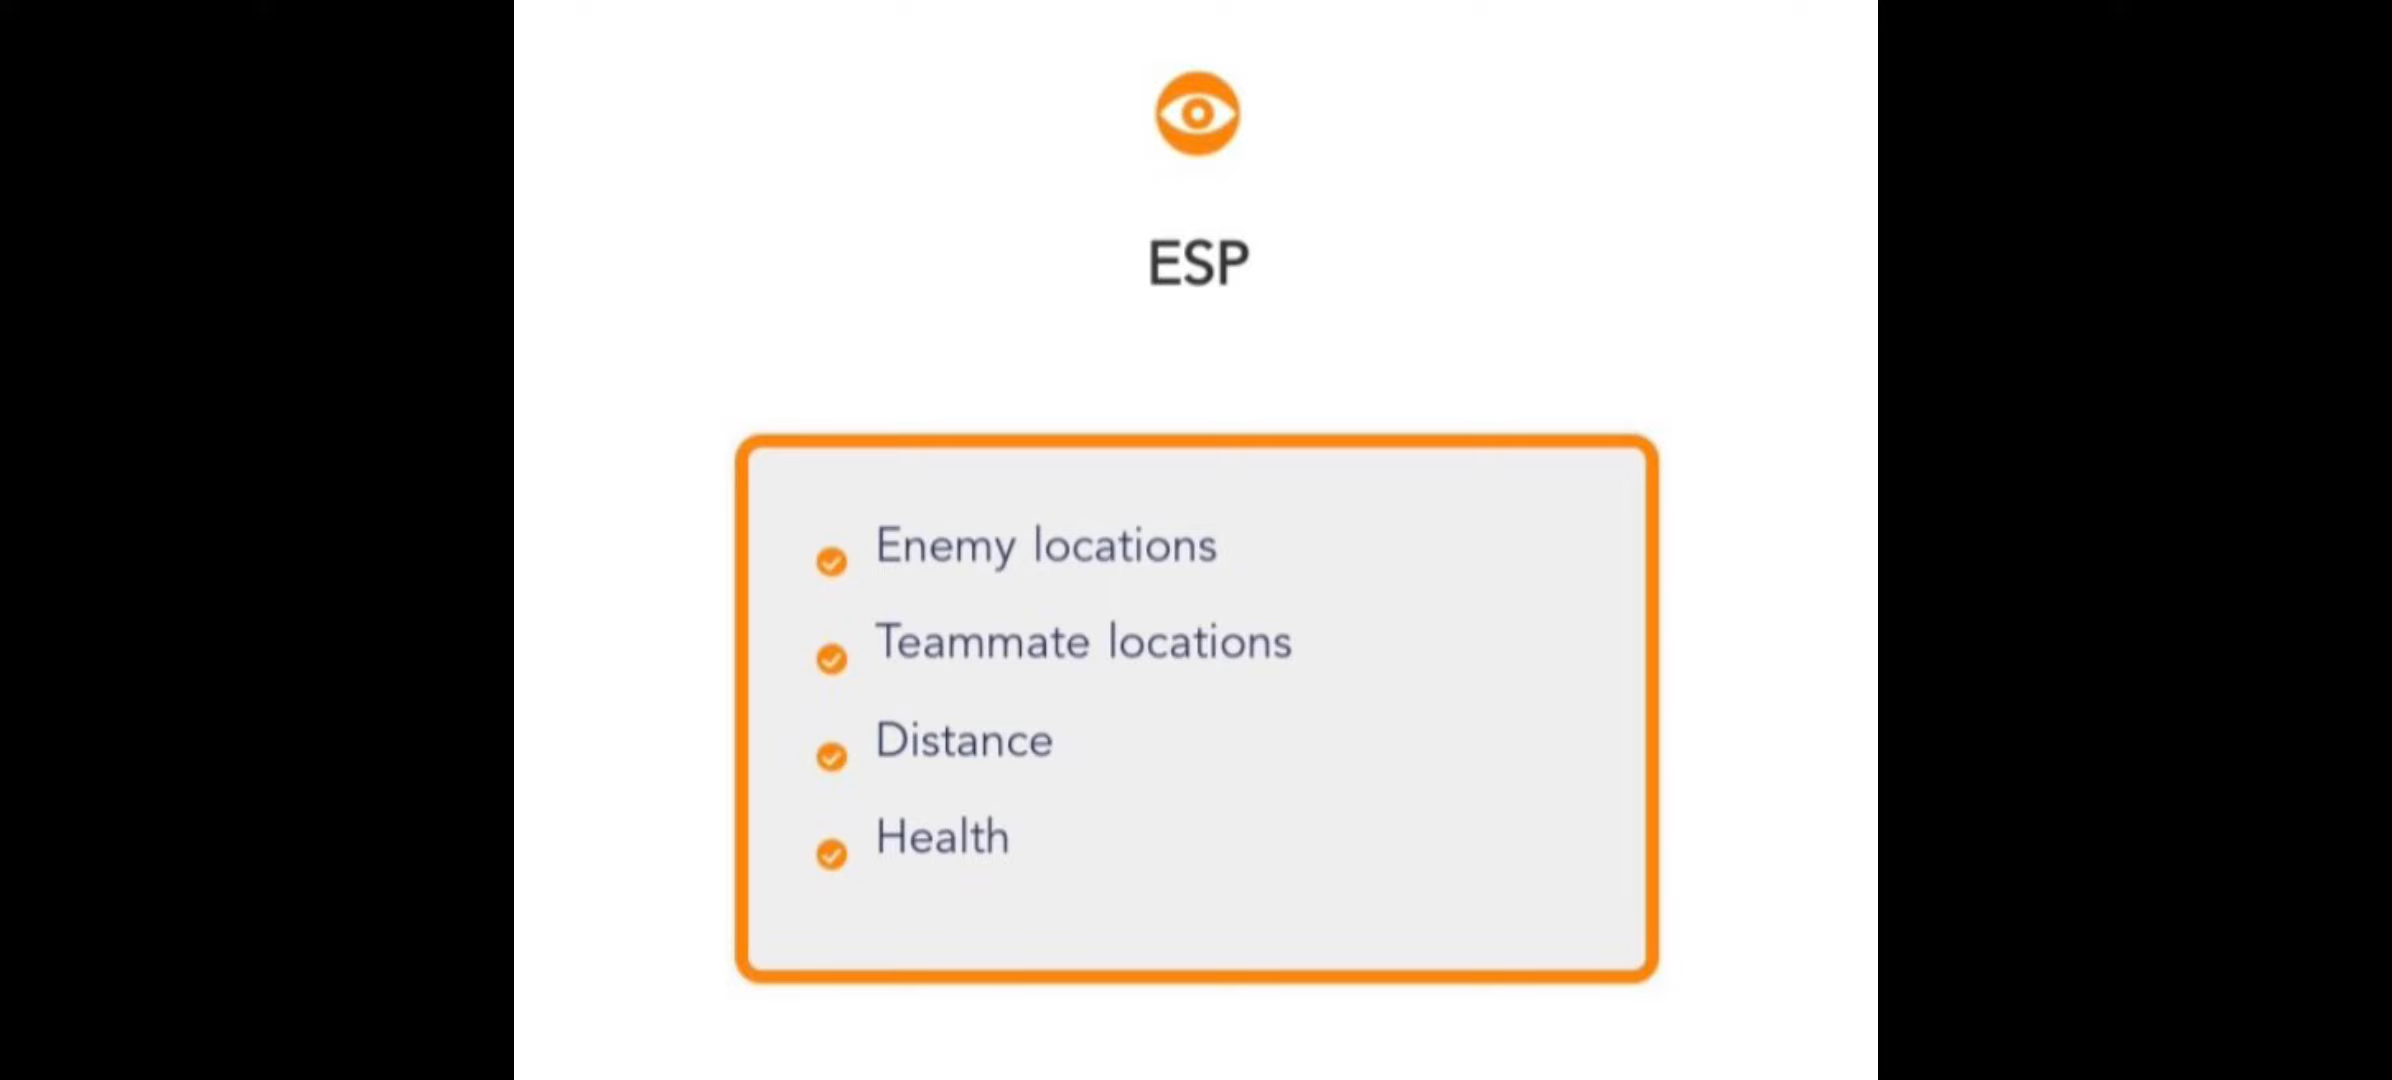 ESP
Enemy locations
Teammate locations
Distance
Health